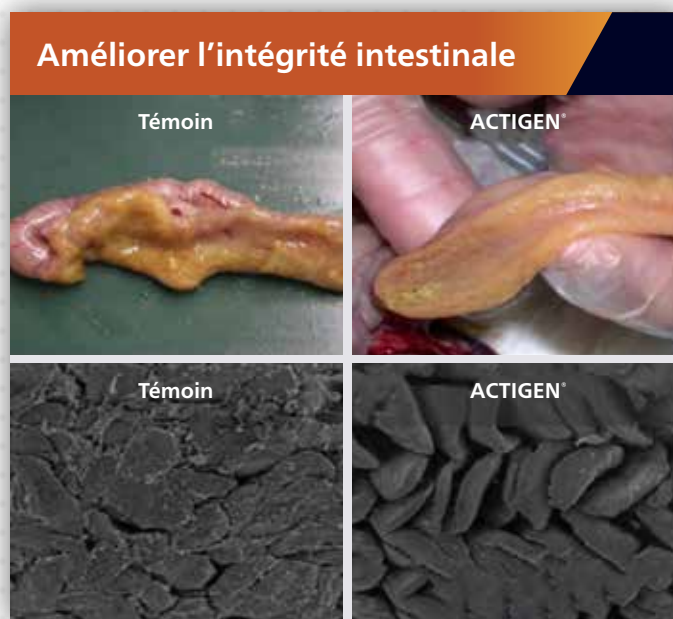 Améliorer l’intégrité intestinale
Témoin
ACTIGEN®
Témoin
ACTIGEN®